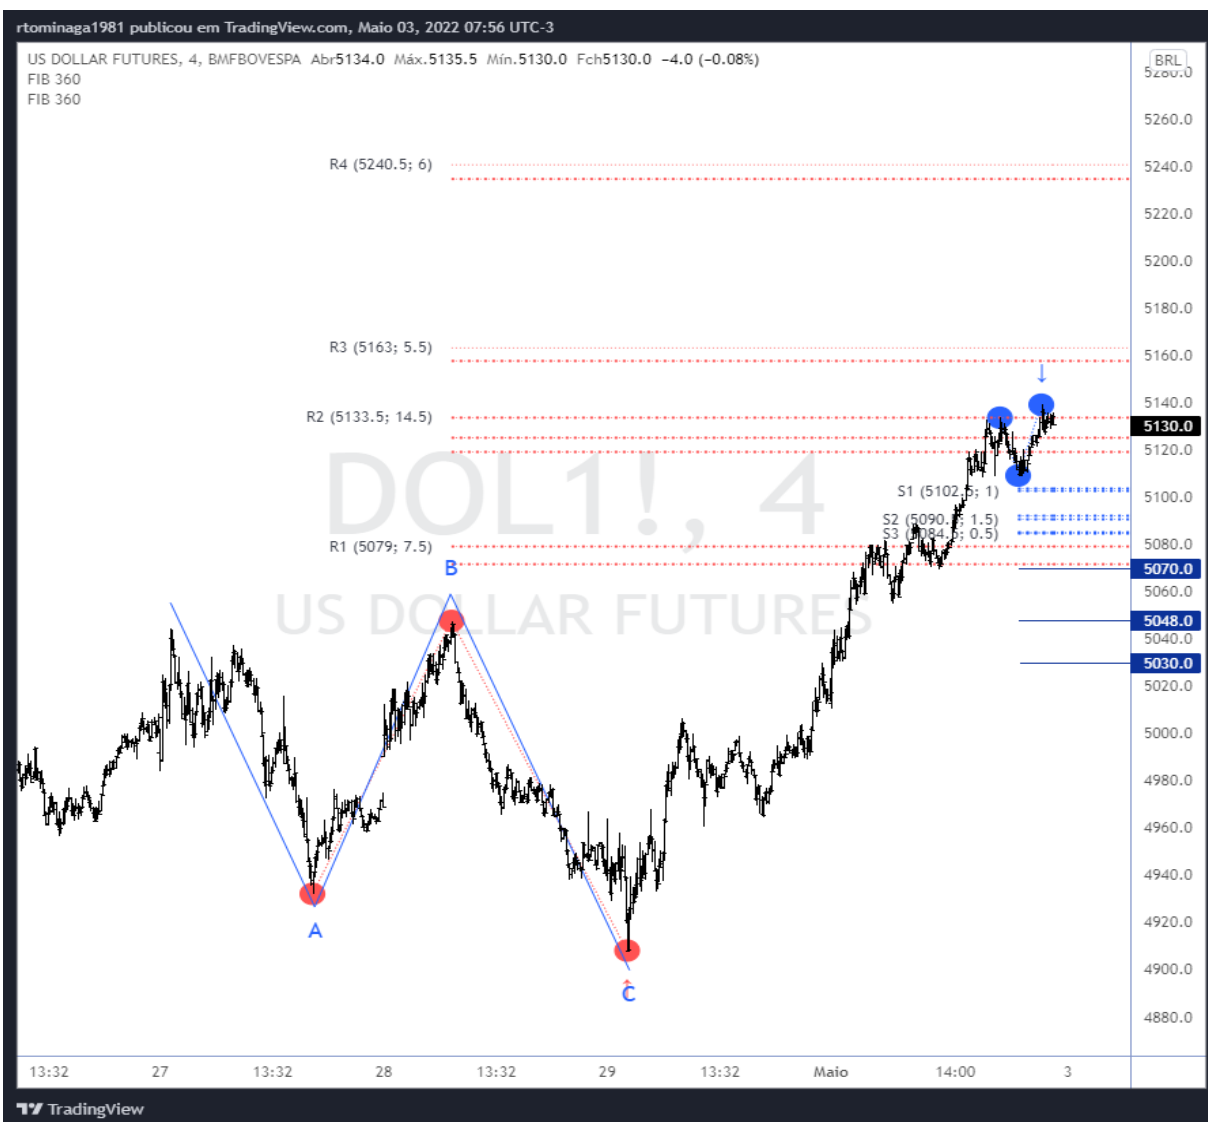 rtominaga1981 publicou em TradingView.com, Maio 03, 2022 07:56 UTC-3
US DOLLAR FUTURES, 4, BMFBOVESPA Abr5134.0 Máx.5135.5 Mín.5130.0 Fch5130.0 −4.0 (−0.08%)
FIB 360
FIB 360
BRL
5280.0
5260.0
R4 (5240.5; 6)
5240.0
5220.0
5200.0
5180.0
R3 (5163; 5.5)
5160.0
5140.0
R2 (5133.5; 14.5)
5130.0
5120.0
DOL1!, 4
S1 (5102.5; 1)
5100.0
S2 (5090.5; 1.5)
S3 (5084.5; 0.5)
R1 (5079; 7.5)
5080.0
B
5070.0
5060.0
US DOLLAR FUTURES
5048.0
5040.0
5030.0
5020.0
5000.0
4980.0
4960.0
4940.0
A
4920.0
4900.0
C
4880.0
13:32 27 13:32 28 13:32 29 13:32 Maio 14:00 3
TradingView